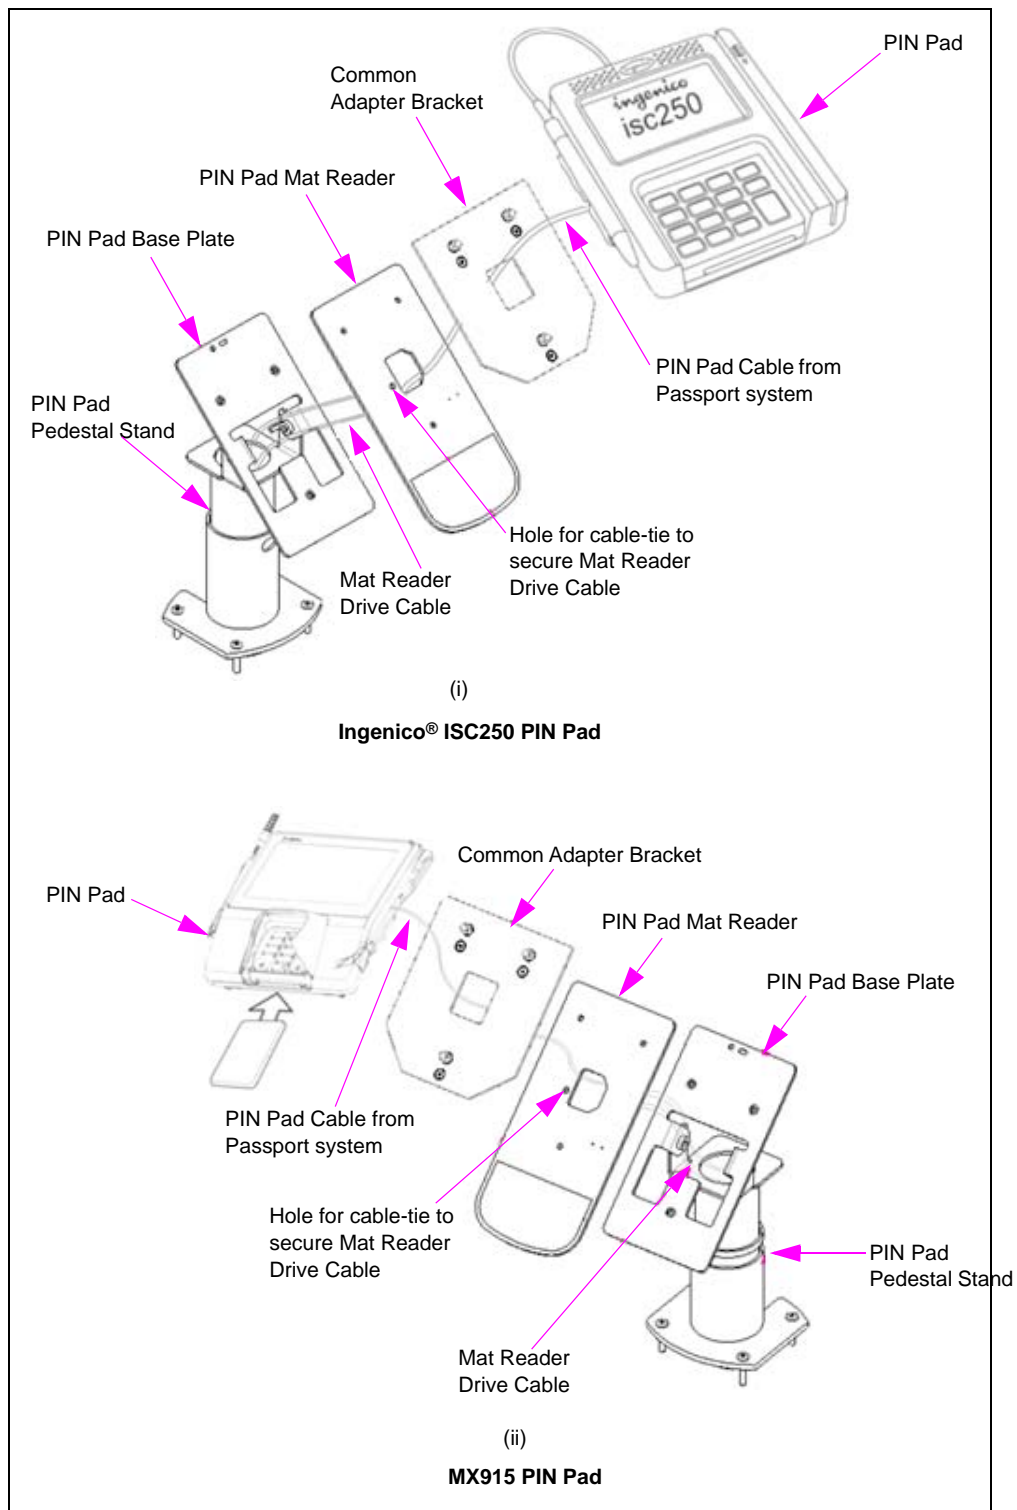 PIN Pad
Common
Adapter Bracket
ingenico
isc250
PIN Pad Mat Reader
PIN Pad Base Plate
PIN Pad Cable from
Passport system
PIN Pad
Pedestal Stand
Hole for cable-tie to
secure Mat Reader
Drive Cable
Mat Reader
Drive Cable
(i)
Ingenico® ISC250 PIN Pad
Common Adapter Bracket
PIN Pad
PIN Pad Mat Reader
PIN Pad Base Plate
PIN Pad Cable from
Passport system
Hole for cable-tie to
secure Mat Reader
Drive Cable
PIN Pad
Pedestal Stand
Mat Reader
Drive Cable
(ii)
MX915 PIN Pad